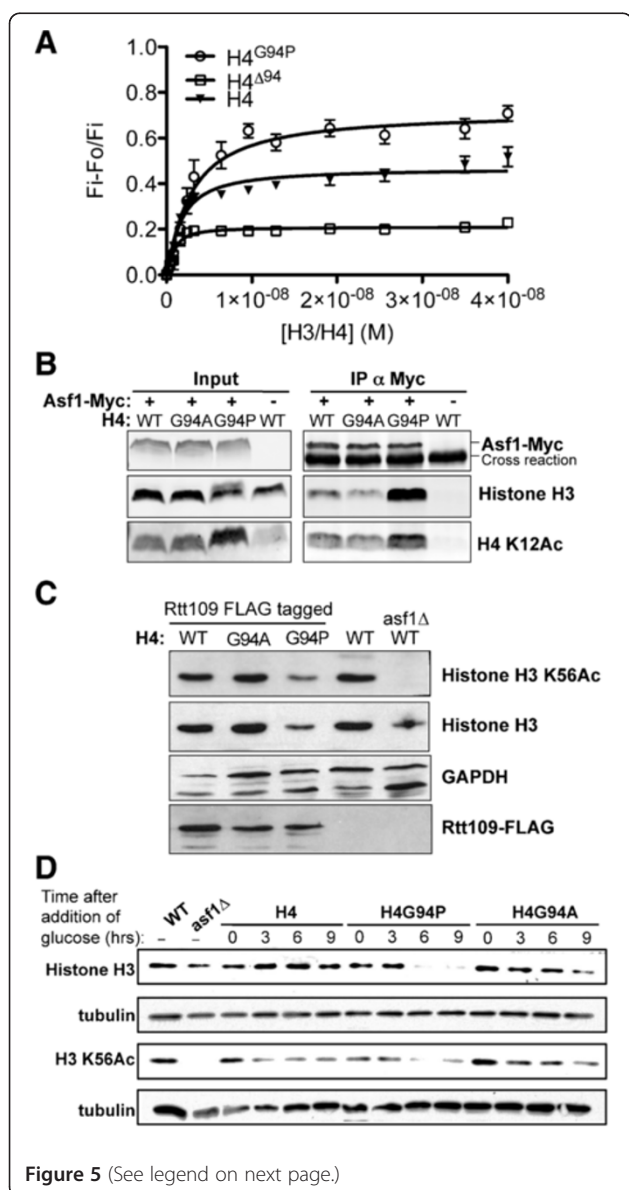 A
H4G94P
H4Δ94
H4
Fi-Fo/Fi
1.0
0.8
0.6
0.4
0.2
0.0
0 1×10-08 2×10-08 3×10-08 4×10-08
[H3/H4] (M)
B
Input IP α Myc
Asf1-Myc: + + + - + + + -
H4: WT G94A G94P WT WT G94A G94P WT
Asf1-Myc
Cross reaction
Histone H3
H4 K12Ac
C
Rtt109 FLAG tagged asf1Δ
H4: WT G94A G94P WT WT
Histone H3 K56Ac
Histone H3
GAPDH
Rtt109-FLAG
D
Time after
addition of
glucose (hrs):
WT asf1Δ H4 H4G94P H4G94A
- - 0 3 6 9 0 3 6 9 0 3 6 9
Histone H3
tubulin
H3 K56Ac
tubulin
Figure 5 (See legend on next page.)